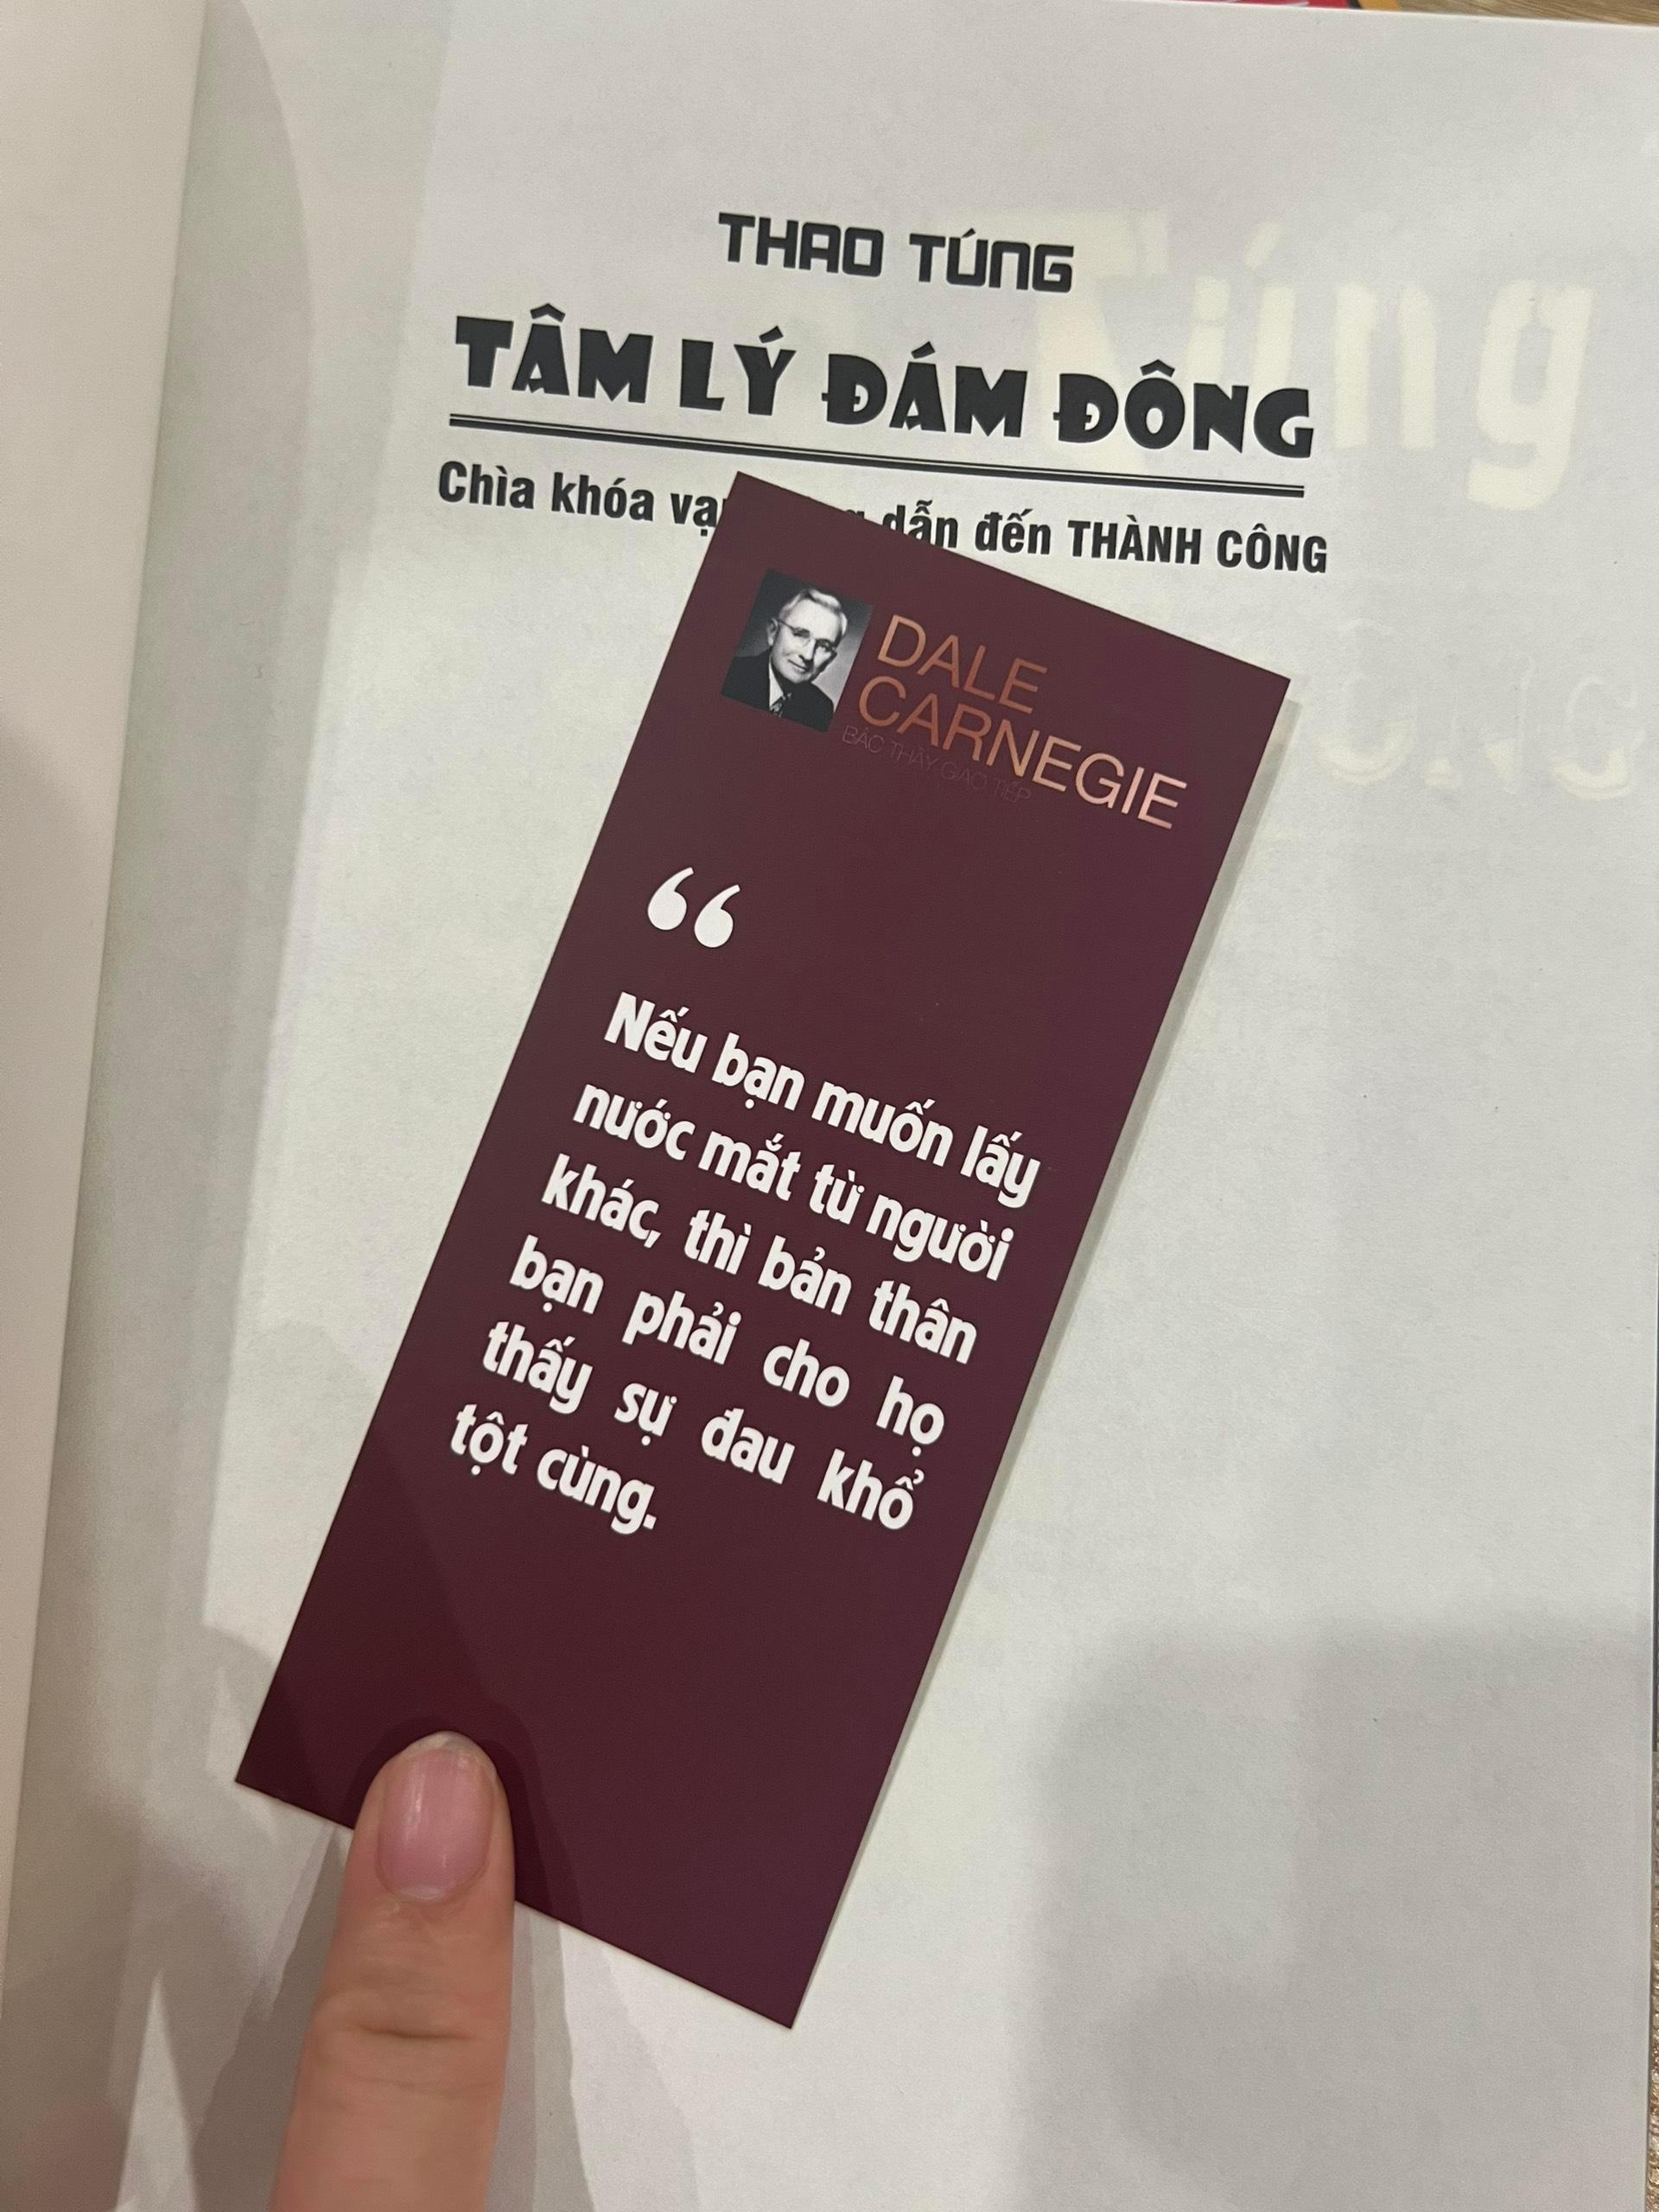 THAO TÚNG
TÂM LÝ ĐÁM ĐÔNG
Chìa khóa dẫn đến THÀNH CÔNG
DALE
CARNEGIE
BẬC THẦY GIAO TIẾP
“
Nếu bạn muốn lấy
nước mắt từ người
khác, thì bản thân
bạn phải cho họ
thấy sự đau khổ
tột cùng.